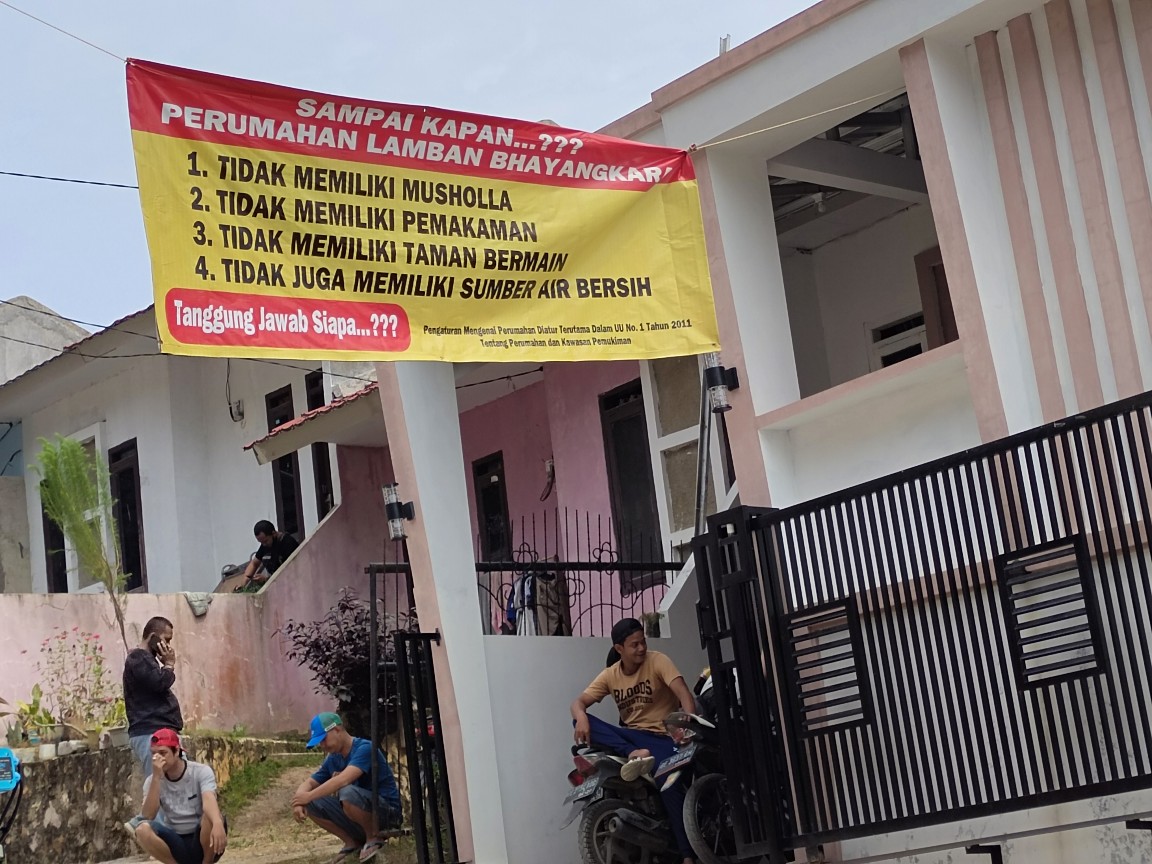 SAMPAI KAPAN...???
PERUMAHAN LAMBAN BHAYANGKARI
1. TIDAK MEMILIKI MUSHOLLA
2. TIDAK MEMILIKI PEMAKAMAN
3. TIDAK MEMILIKI TAMAN BERMAIN
4. TIDAK JUGA MEMILIKI SUMBER AIR BERSIH
Tanggung Jawab Siapa...???
Pengaturan Mengenai Perumahan Diatur Terutama Dalam UU No. 1 Tahun 2011
Tentang Perumahan dan Kawasan Pemukiman
BLOODS